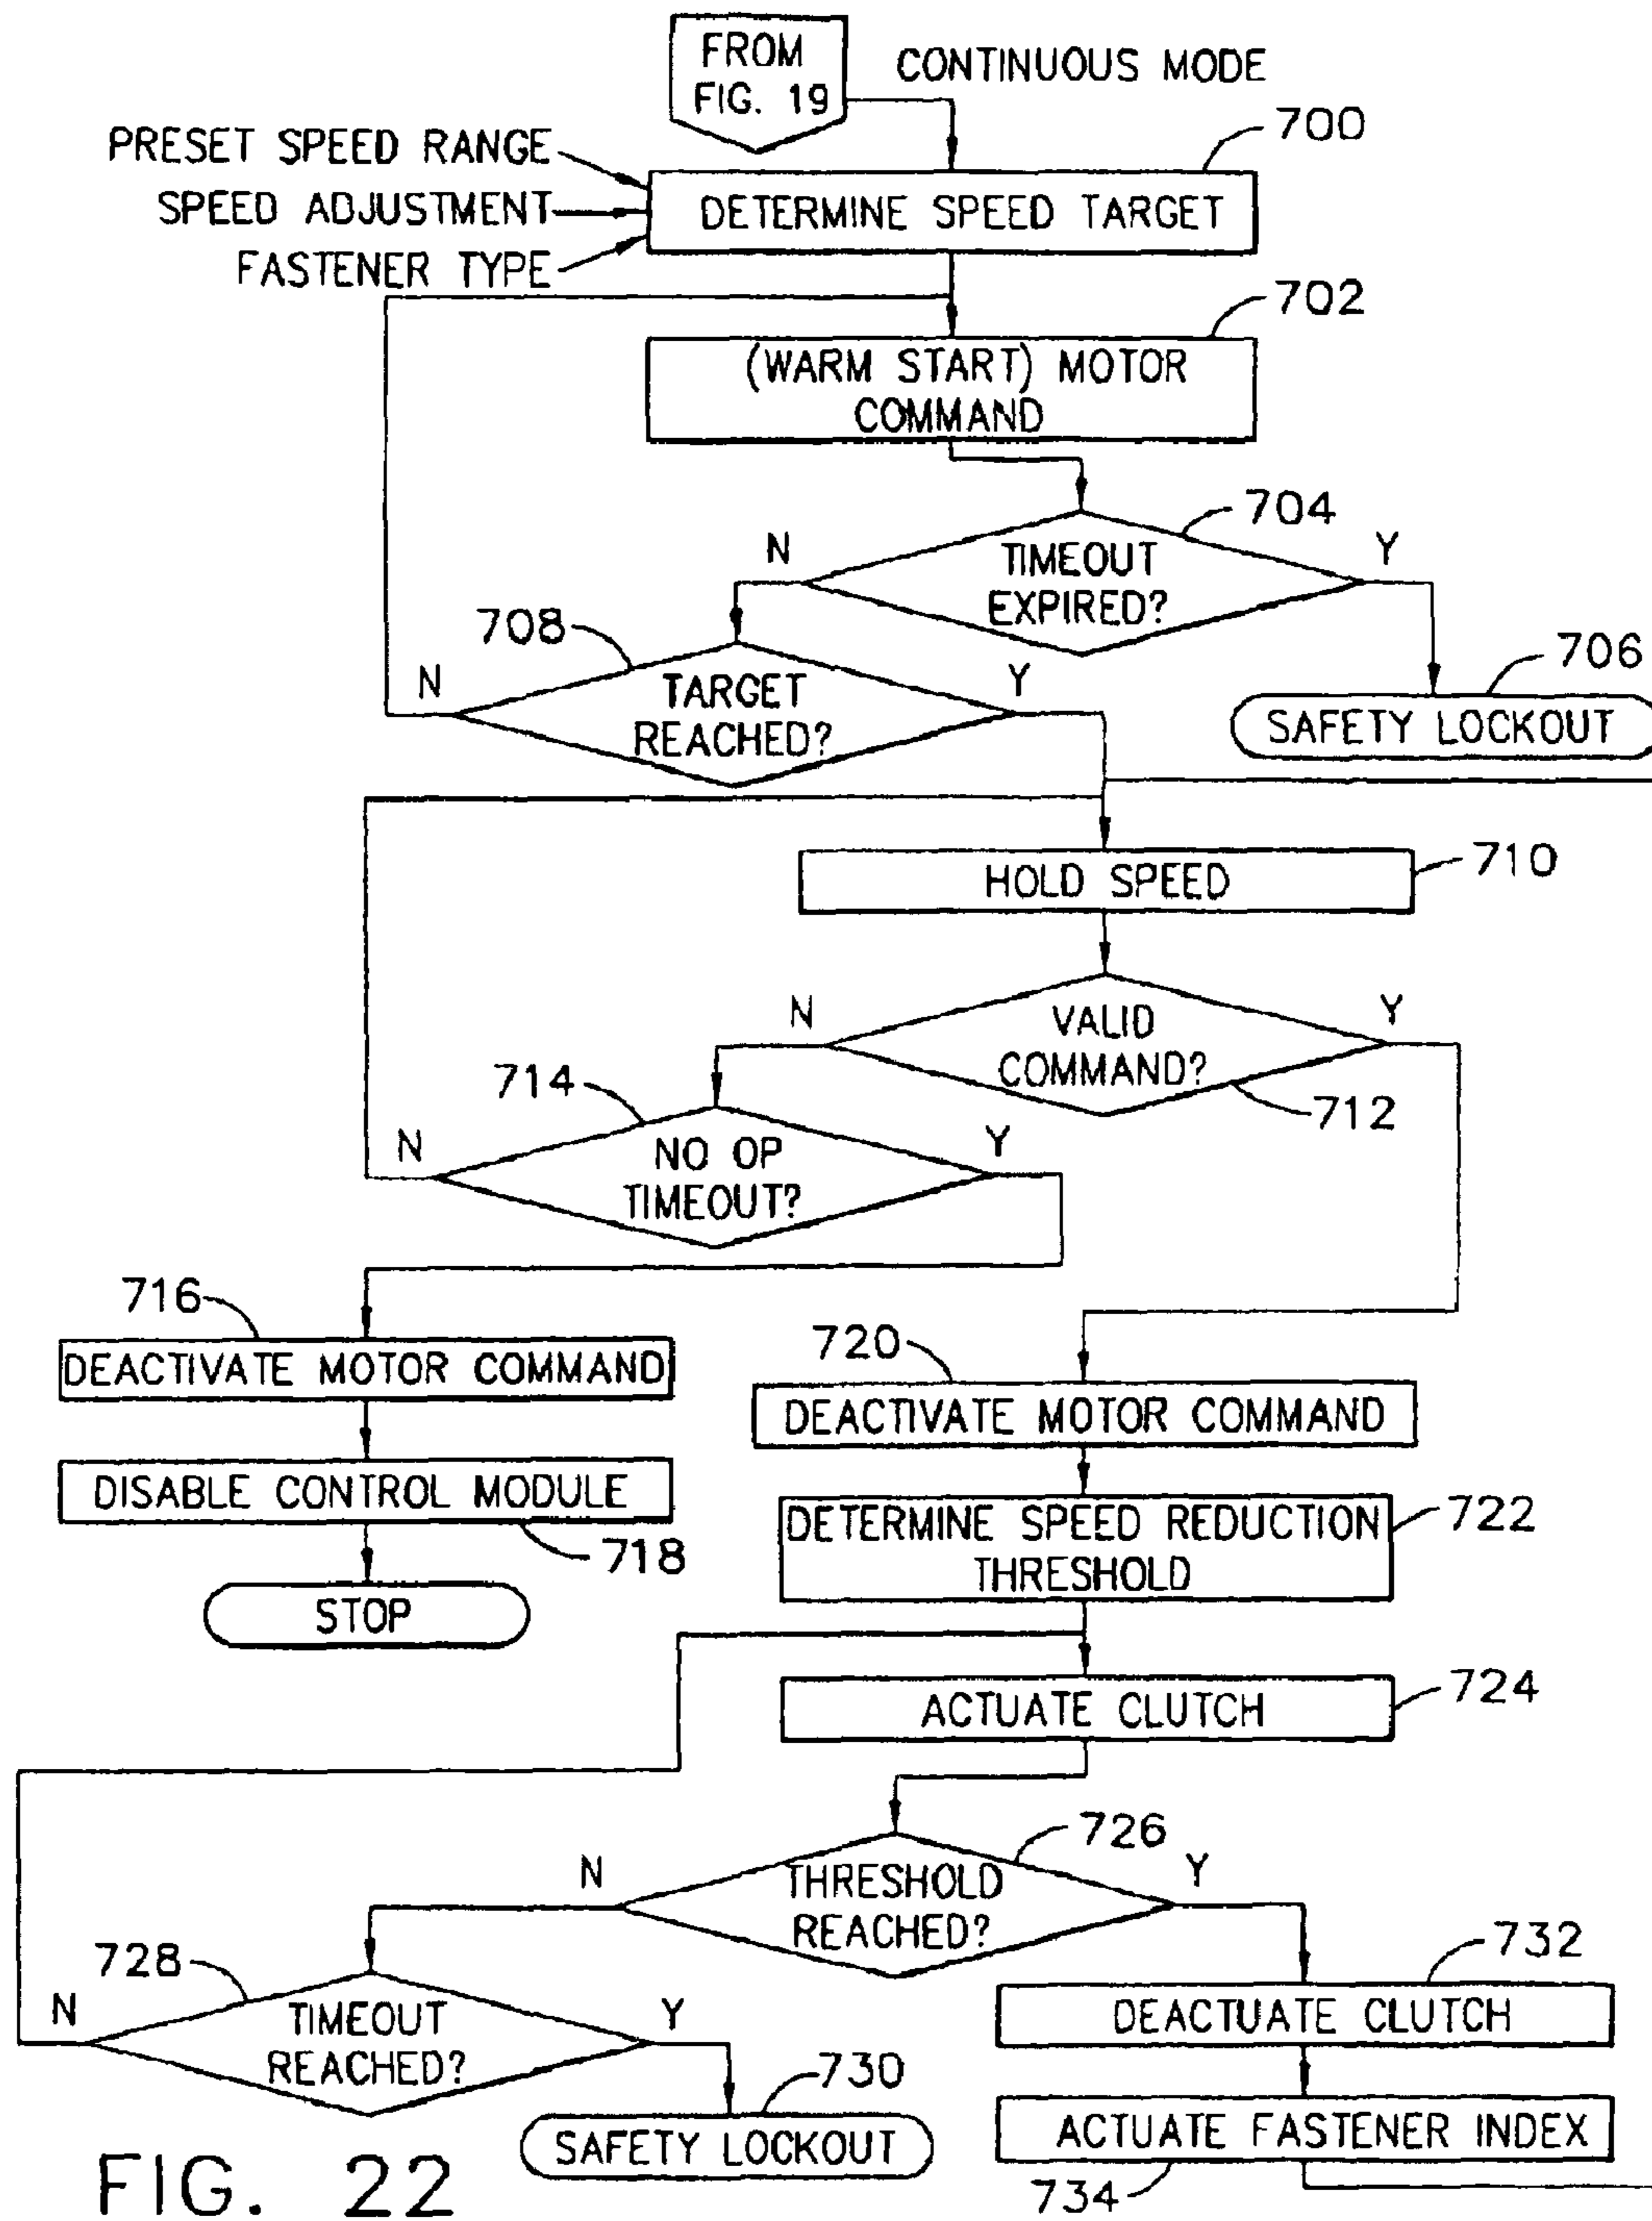 FROM
FIG. 19
CONTINUOUS MODE
PRESET SPEED RANGE
SPEED ADJUSTMENT
FASTENER TYPE
700
DETERMINE SPEED TARGET
702
(WARM START) MOTOR
COMMAND
704
N
TIMEOUT
EXPIRED?
Y
708
706
N
TARGET
REACHED?
Y
SAFETY LOCKOUT
HOLD SPEED
710
N
VALID
COMMAND?
Y
712
714
N
NO OP
TIMEOUT?
Y
716
DEACTIVATE MOTOR COMMAND
DISABLE CONTROL MODULE
718
STOP
720
DEACTIVATE MOTOR COMMAND
DETERMINE SPEED REDUCTION
THRESHOLD
722
ACTUATE CLUTCH
724
726
N
THRESHOLD
REACHED?
Y
728
N
TIMEOUT
REACHED?
Y
730
SAFETY LOCKOUT
732
DEACTUATE CLUTCH
ACTUATE FASTENER INDEX
734
FIG. 22